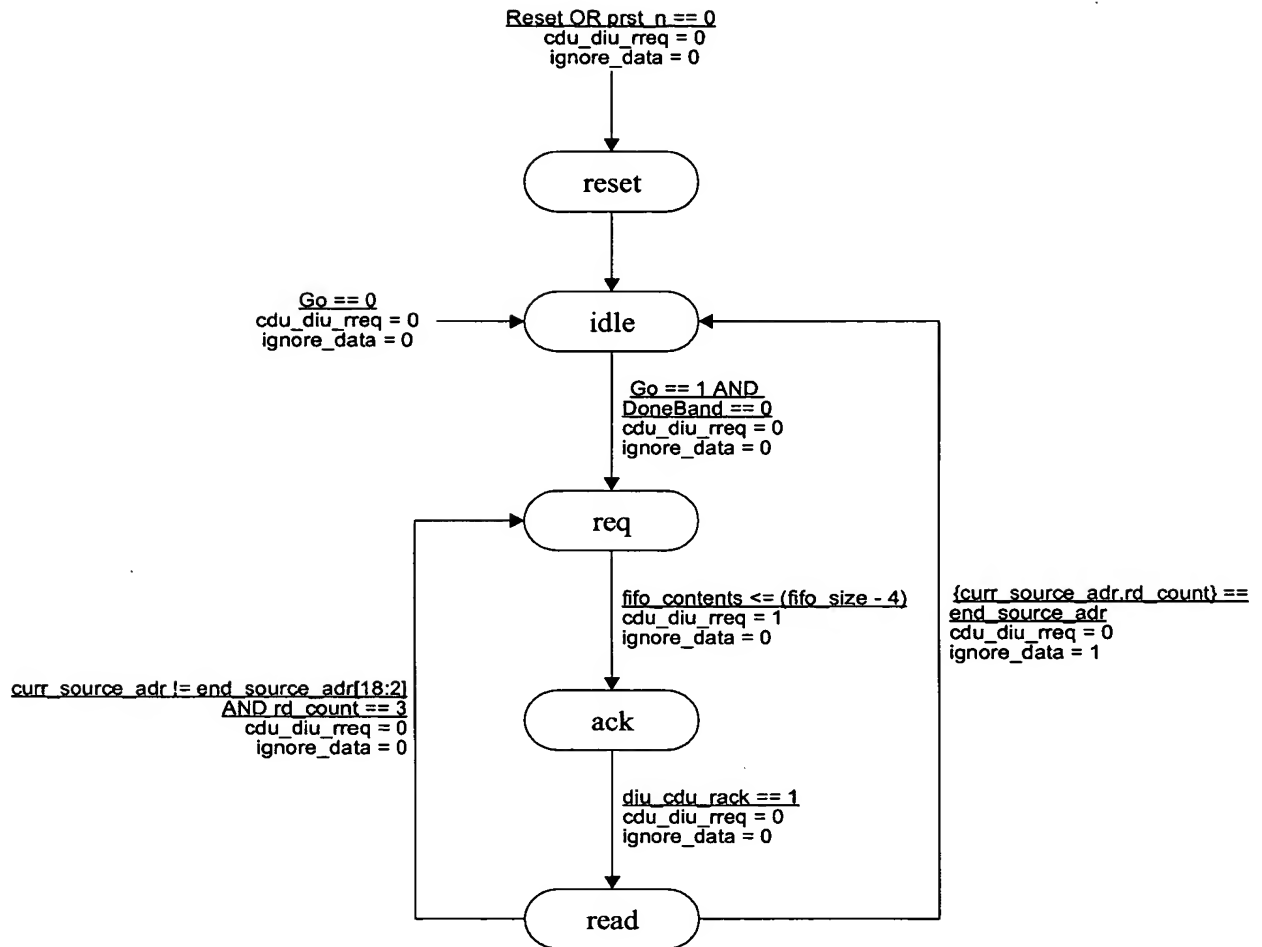 Reset OR prst_n == 0
cdu_diu_rreq = 0
ignore_data = 0
reset
Go == 0
cdu_diu_rreq = 0
ignore_data = 0
idle
Go == 1 AND
DoneBand == 0
cdu_diu_rreq = 0
ignore_data = 0
req
fifo_contents <= (fifo_size - 4)
cdu_diu_rreq = 1
ignore_data = 0
{curr_source_adr.rd_count} ==
end_source_adr
cdu_diu_rreq = 0
ignore_data = 1
curr_source_adr != end_source_adr[18:2]
AND rd_count == 3
cdu_diu_rreq = 0
ignore_data = 0
ack
diu_cdu_rack == 1
cdu_diu_rreq = 0
ignore_data = 0
read